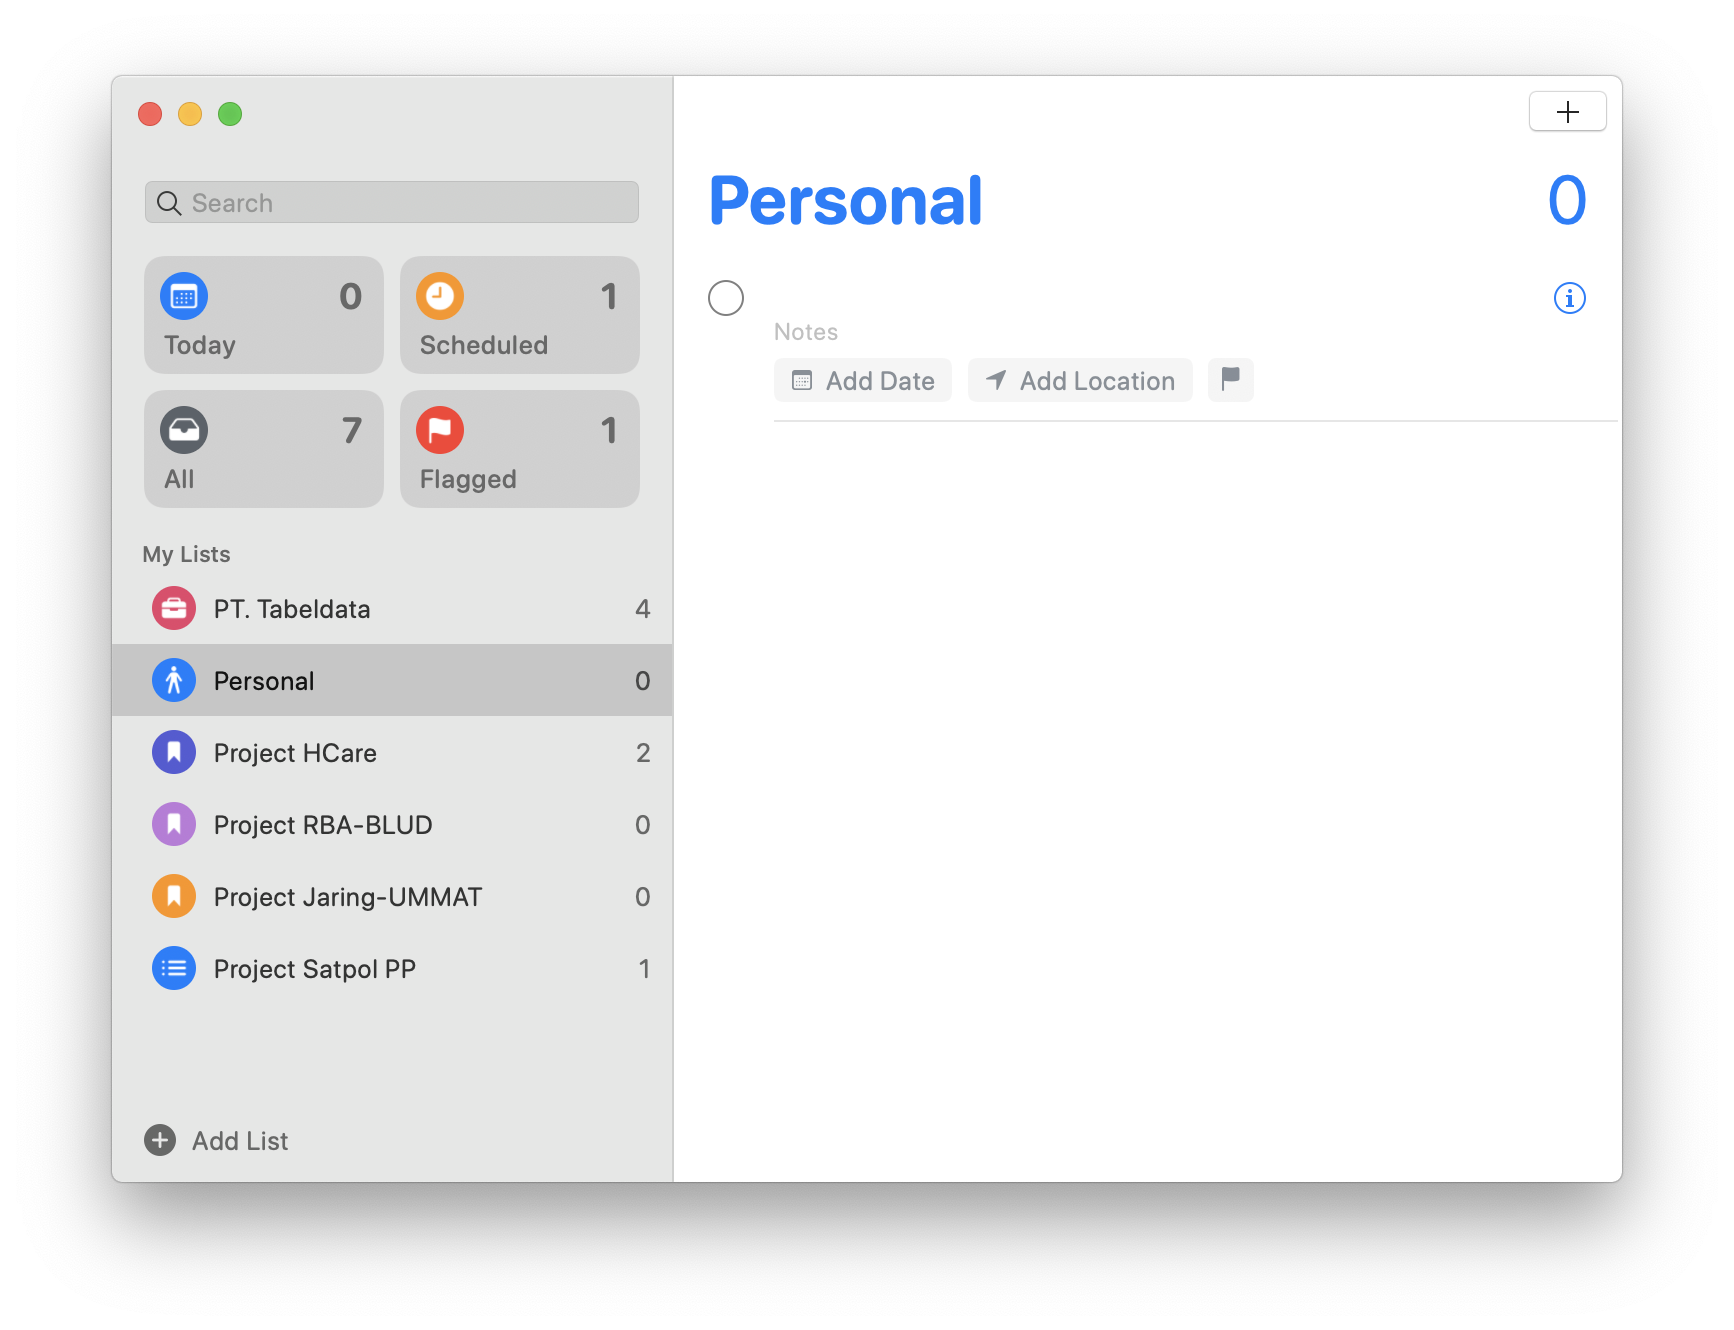 Search
Today 0
Scheduled 1
All 7
Flagged 1
My Lists
PT. Tabeldata 4
Personal 0
Project HCare 2
Project RBA-BLUD 0
Project Jaring-UMMAT 0
Project Satpol PP 1
Add List
Personal 0
Notes
Add Date Add Location